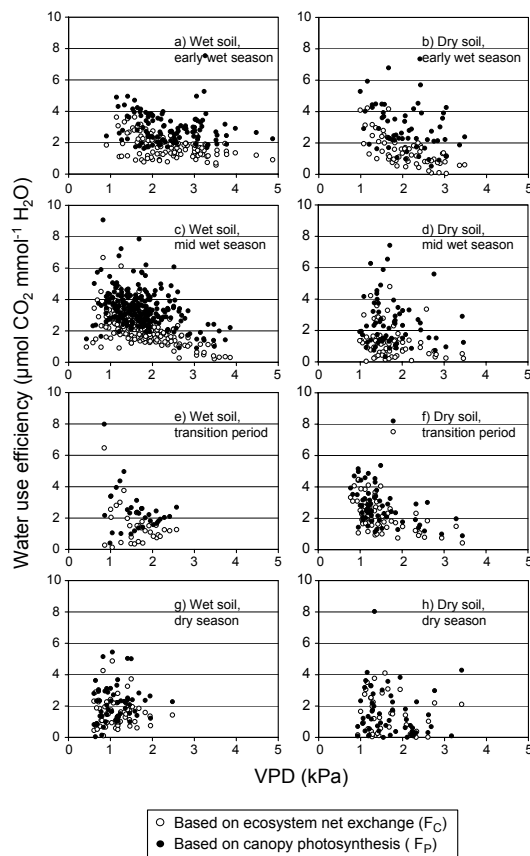 Water use efficiency (µmol CO2 mmol-1 H2O)
10
8
6
4
2
0
0 1 2 3 4 5
a) Wet soil,
early wet season
10
8
6
4
2
0
0 1 2 3 4 5
b) Dry soil,
early wet season
10
8
6
4
2
0
0 1 2 3 4 5
c) Wet soil,
mid wet season
10
8
6
4
2
0
0 1 2 3 4 5
d) Dry soil,
mid wet season
10
8
6
4
2
0
0 1 2 3 4 5
e) Wet soil,
transition period
10
8
6
4
2
0
0 1 2 3 4 5
f) Dry soil,
transition period
10
8
6
4
2
0
0 1 2 3 4 5
g) Wet soil,
dry season
10
8
6
4
2
0
0 1 2 3 4 5
h) Dry soil,
dry season
VPD (kPa)
Based on ecosystem net exchange (FC)
Based on canopy photosynthesis ( FP)